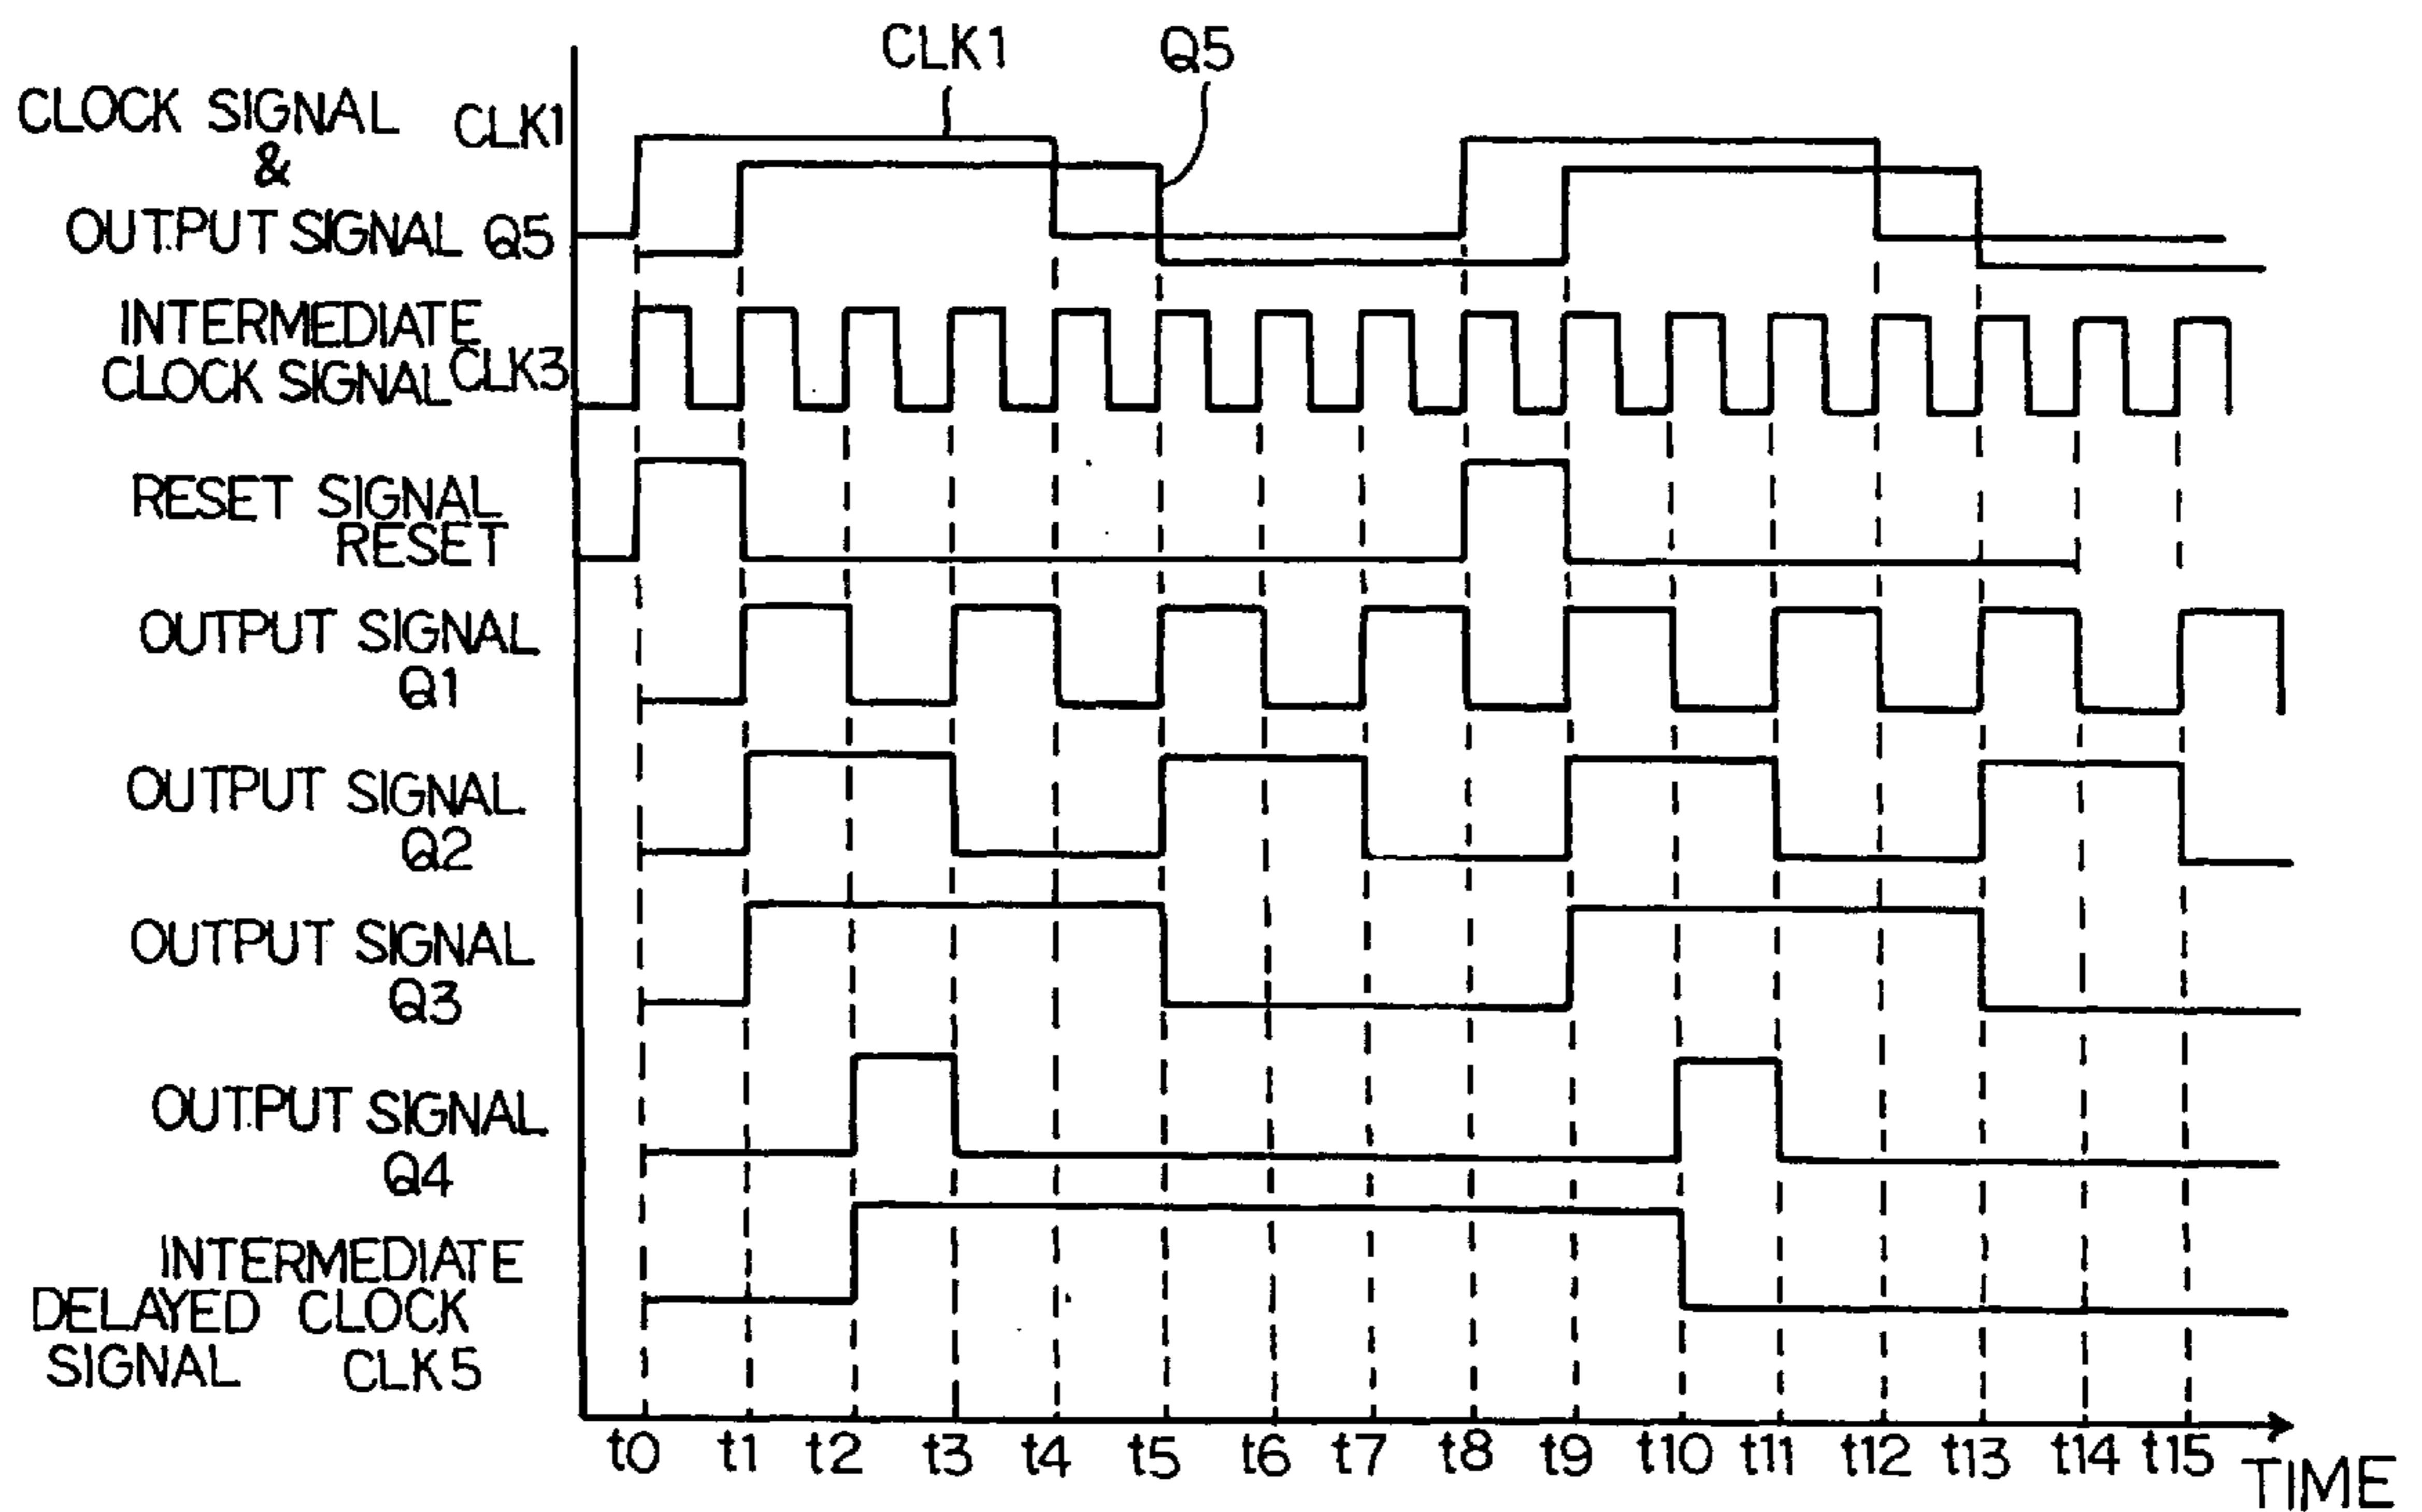 CLK1 Q5
CLOCK SIGNAL CLK1
&
OUTPUT SIGNAL Q5
INTERMEDIATE
CLOCK SIGNAL CLK3
RESET SIGNAL
RESET
OUTPUT SIGNAL
Q1
OUTPUT SIGNAL
Q2
OUTPUT SIGNAL
Q3
OUTPUT SIGNAL
Q4
INTERMEDIATE
DELAYED CLOCK
SIGNAL CLK5
t0 t1 t2 t3 t4 t5 t6 t7 t8 t9 t10 t11 t12 t13 t14 t15
TIME